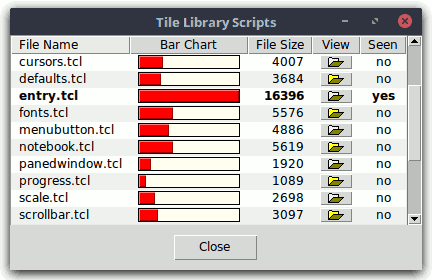 Tile Library Scripts
File Name Bar Chart File Size View Seen
cursors.tcl 4007 no
defaults.tcl 3684 no
entry.tcl 16396 yes
fonts.tcl 5576 no
menubutton.tcl 4886 no
notebook.tcl 5619 no
panedwindow.tcl 1920 no
progress.tcl 1089 no
scale.tcl 2698 no
scrollbar.tcl 3097 no
Close